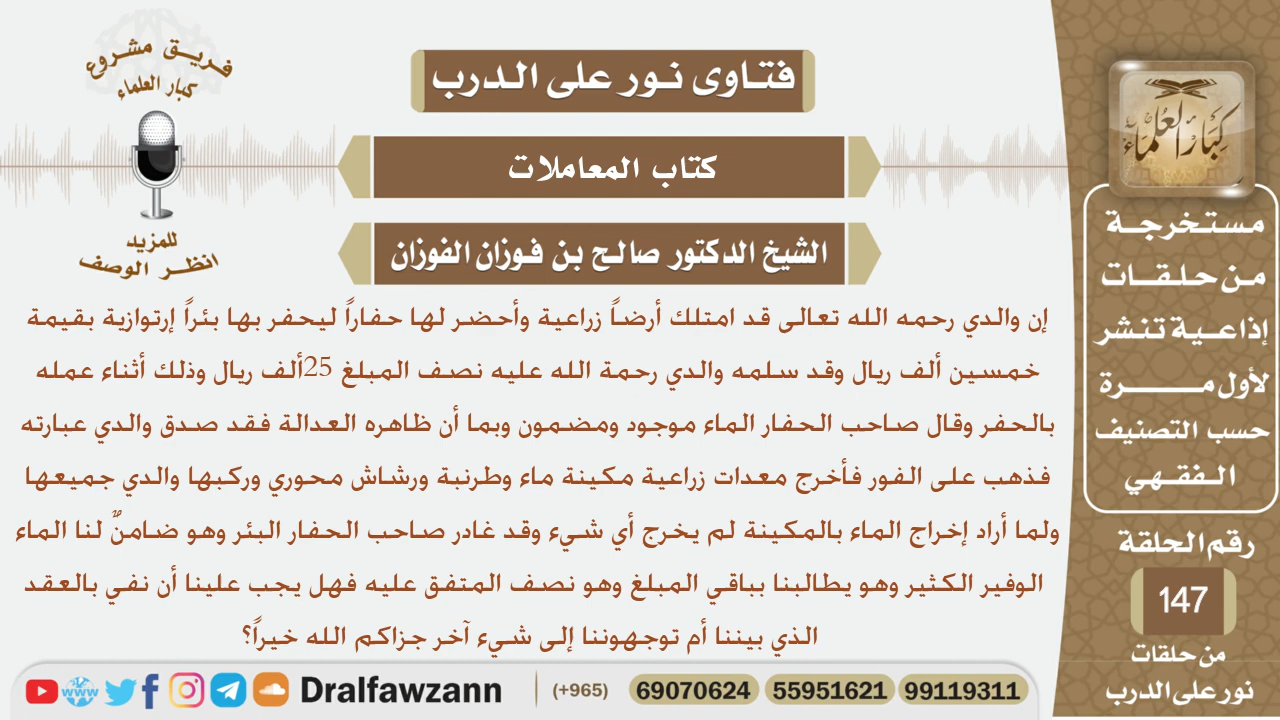 فريق مشروع
كبار العلماء
للمزيد
انظر الوصف
فتاوى نور على الدرب
كتاب المعاملات
الشيخ الدكتور صالح بن فوزان الفوزان
إن والدي رحمه الله تعالى قد امتلك أرضاً زراعية وأحضر لها حفاراً ليحفر بها بئراً إرتوازية بقيمة
خمسين ألف ريال وقد سلمه والدي رحمة الله عليه نصف المبلغ 25ألف ريال وذلك أثناء عمله
بالحفر وقال صاحب الحفار الماء موجود ومضمون وبما أن ظاهره العدالة فقد صدق والدي عبارته
فذهب على الفور فأخرج معدات زراعية مكينة ماء وطرنبة ورشاش محوري وركبها والدي جميعها
ولما أراد إخراج الماء بالمكينة لم يخرج أي شيء وقد غادر صاحب الحفار البئر وهو ضامنٌ لنا الماء
الوفير الكثير وهو يطالبنا بباقي المبلغ وهو نصف المتفق عليه فهل يجب علينا أن نفي بالعقد
الذي بيننا أم توجهوننا إلى شيء آخر جزاكم الله خيراً؟
كبار العلماء
مستخرجة
من حلقات
إذاعية تنشر
لأول مرة
حسب التصنيف
الفقهي
رقم الحلقة
147
من حلقات
نور على الدرب
www Dralfawzann (+965) 69070624 55951621 99119311